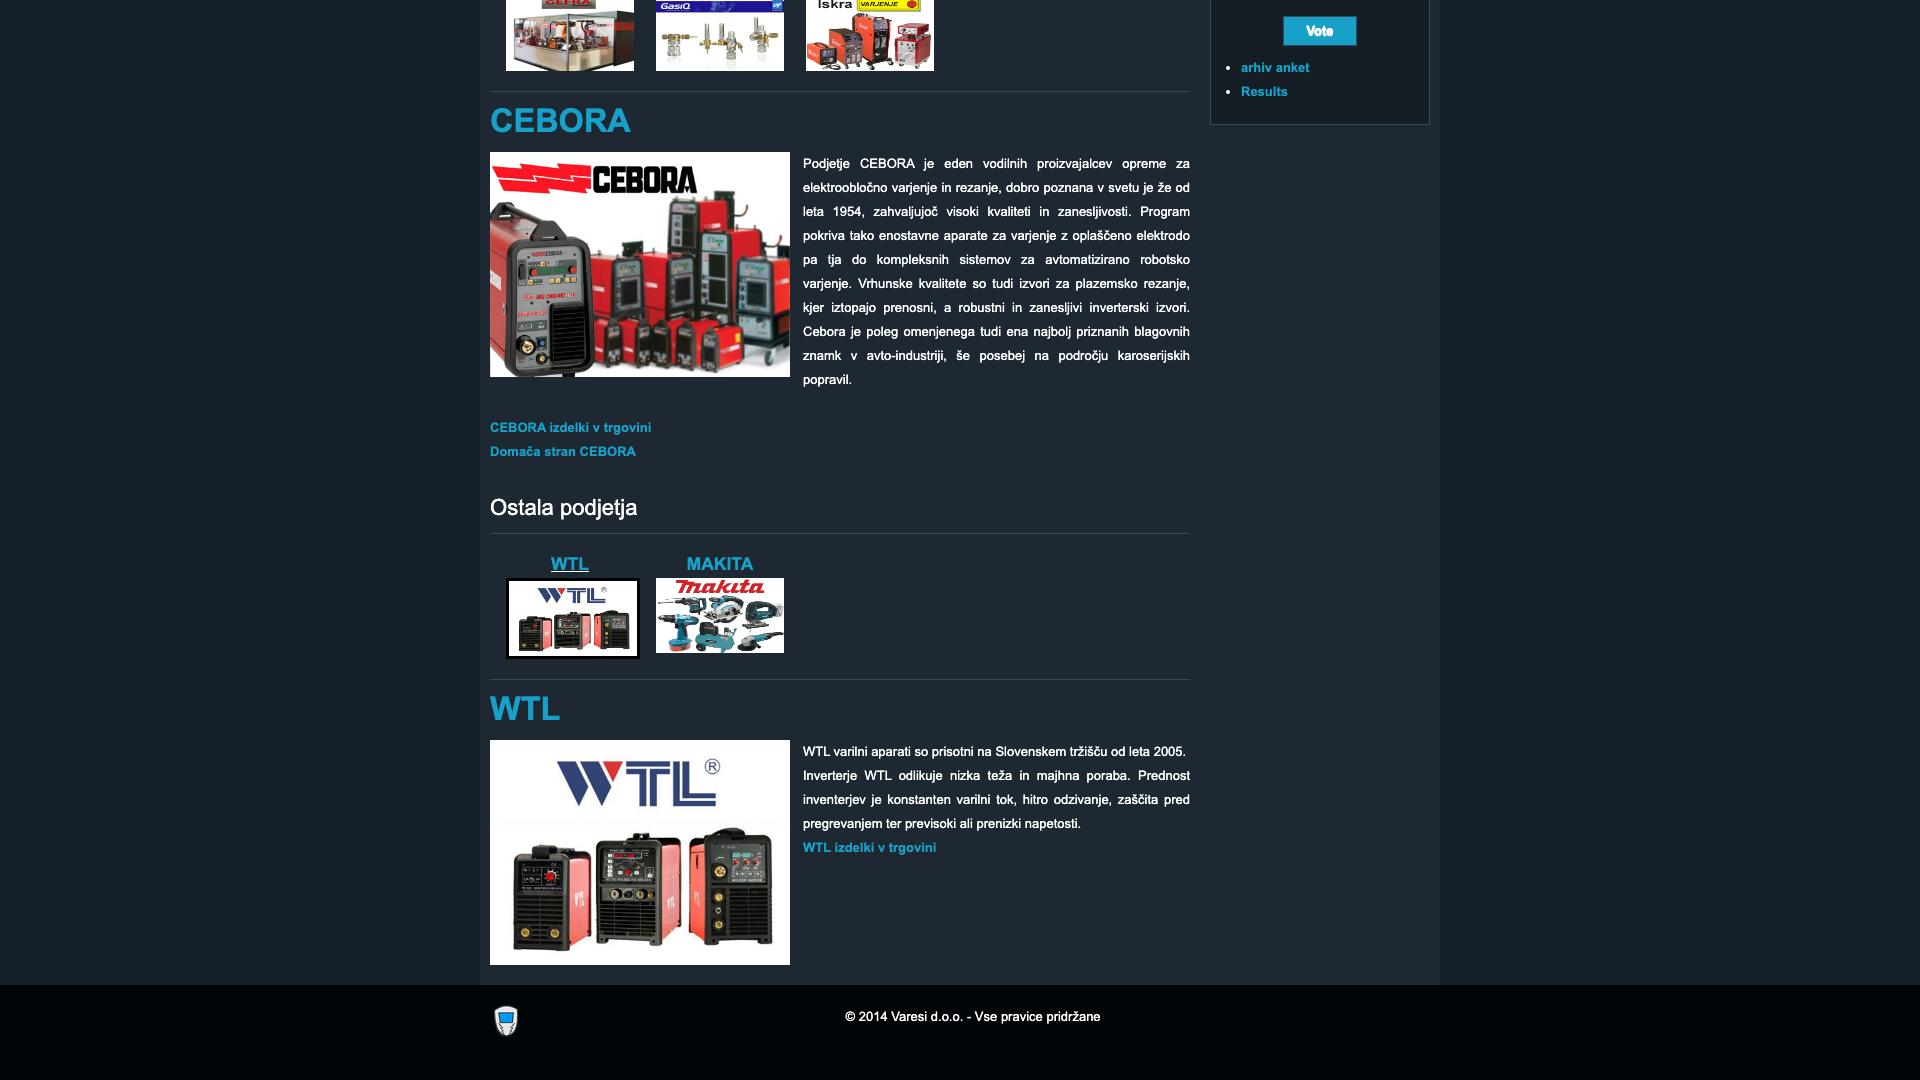 GasiQ
Iskra
VARJENJE
Vote
arhiv anket
Results
CEBORA
CEBORA
Podjetje CEBORA je eden vodilnih proizvajalcev opreme za
elektroobločno varjenje in rezanje, dobro poznana v svetu je že od
leta 1954, zahvaljujoč visoki kvaliteti in zanesljivosti. Program
pokriva tako enostavne aparate za varjenje z oplaščeno elektrodo
pa tja do kompleksnih sistemov za avtomatizirano robotsko
varjenje. Vrhunske kvalitete so tudi izvori za plazemsko rezanje,
kjer iztopajo prenosni, a robustni in zanesljivi inverterski izvori.
Cebora je poleg omenjenega tudi ena najbolj priznanih blagovnih
znamk v avto-industriji, še posebej na področju karoserijskih
popravil.
CEBORA izdelki v trgovini
Domača stran CEBORA
Ostala podjetja
WTL
MAKITA
WTL®
makita
WTL
WTL®
WTL varilni aparati so prisotni na Slovenskem tržišču od leta 2005.
Inverterje WTL odlikuje nizka teža in majhna poraba. Prednost
inventerjev je konstanten varilni tok, hitro odzivanje, zaščita pred
pregrevanjem ter previsoki ali prenizki napetosti.
WTL izdelki v trgovini
© 2014 Varesi d.o.o. - Vse pravice pridržane